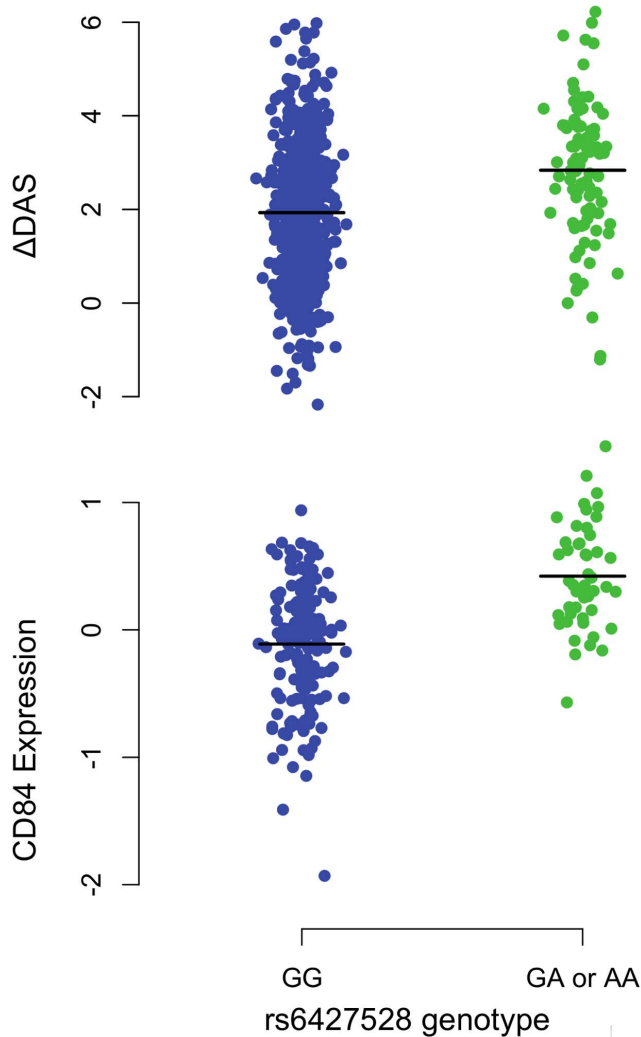 6
4
ΔDAS
2
0
-2
1
0
CD84 Expression
-1
-2
GG GA or AA
rs6427528 genotype